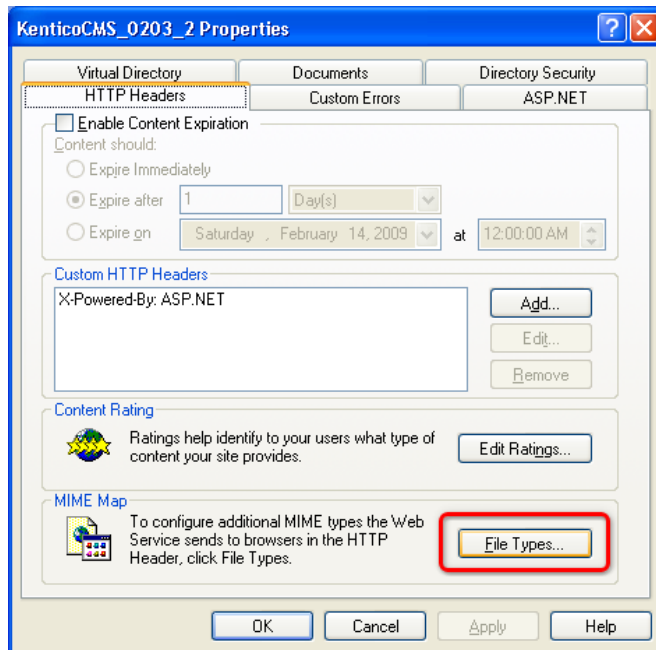 KenticoCMS_0203_2 Properties
Virtual Directory
Documents
Directory Security
HTTP Headers
Custom Errors
ASP.NET
Enable Content Expiration
Content should:
Expire Immediately
Expire after 1 Day(s)
Expire on Saturday , February 14, 2009 at 12:00:00 AM
Custom HTTP Headers
X-Powered-By: ASP.NET
Add...
Edit...
Remove
Content Rating
Ratings help identify to your users what type of
content your site provides.
Edit Ratings...
MIME Map
To configure additional MIME types the Web
Service sends to browsers in the HTTP
Header, click File Types.
File Types...
OK
Cancel
Apply
Help